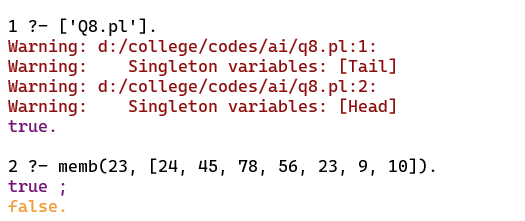 1 ?- ['Q8.pl'].
Warning: d:/college/codes/ai/q8.pl:1:
Warning:    Singleton variables: [Tail]
Warning: d:/college/codes/ai/q8.pl:2:
Warning:    Singleton variables: [Head]
true.
2 ?- memb(23, [24, 45, 78, 56, 23, 9, 10]).
true ;
false.